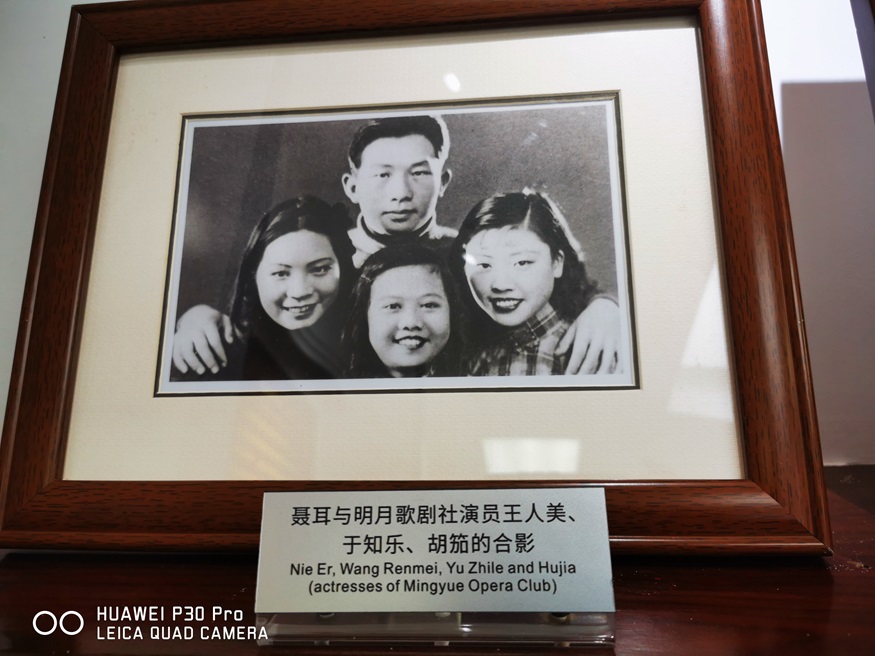 聂耳与明月歌剧社演员王人美、
于知乐、胡笳的合影
Nie Er, Wang Renmei, Yu Zhile and Hujia
(actresses of Mingyue Opera Club)
HUAWEI P30 Pro
LEICA QUAD CAMERA